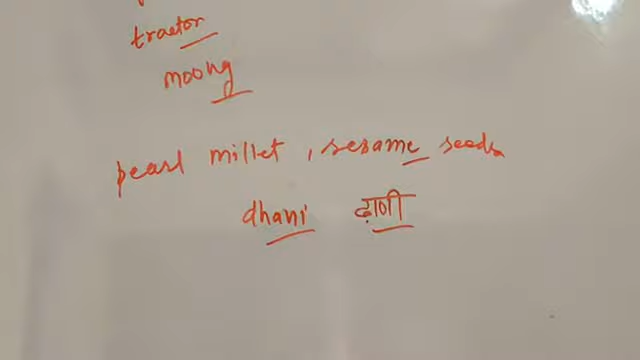 tractor
moong
pearl millet , sesame seeds
dhani ढ़ाणी